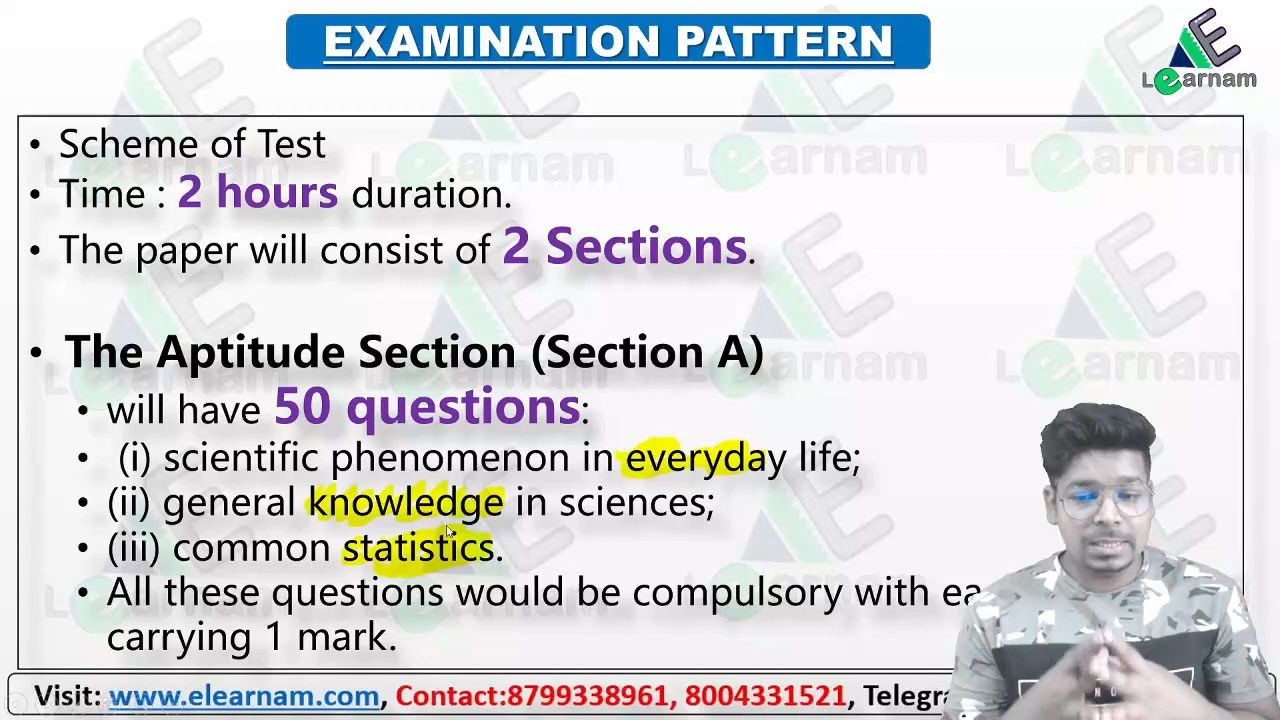 EXAMINATION PATTERN
E
Learnam
• Scheme of Test
• Time : 2 hours duration.
• The paper will consist of 2 Sections.
• The Aptitude Section (Section A)
• will have 50 questions:
• (i) scientific phenomenon in everyday life;
• (ii) general knowledge in sciences;
• (iii) common statistics.
• All these questions would be compulsory with
carrying 1 mark.
Visit: www.elearnam.com, Contact:8799338961, 8004331521,